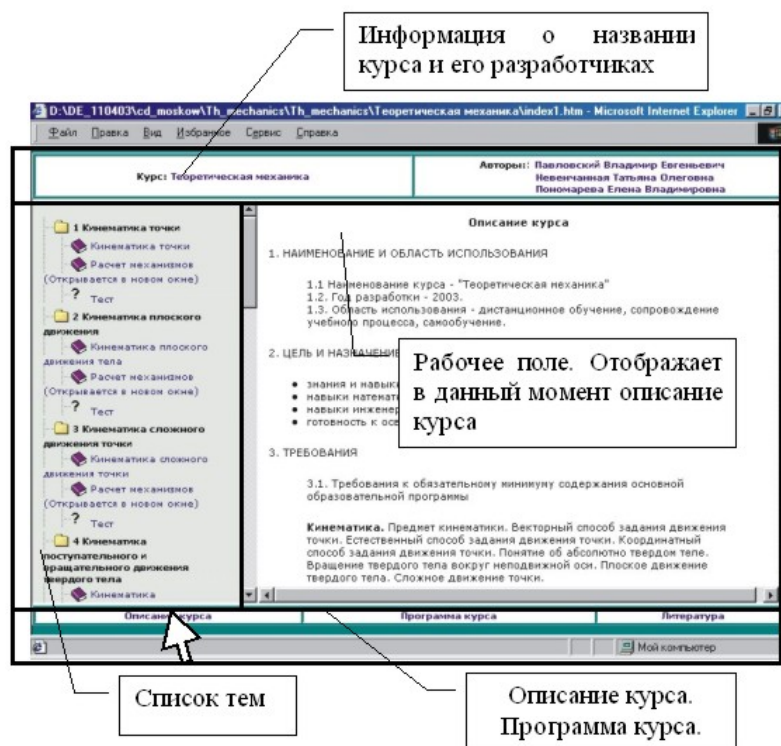 Информация о названии
курса и его разработчиках
D:\DE_110403\cd_moskow\Th_mechanics\Th_mechanics\Теоретическая механика\index1.htm - Microsoft Internet Explorer
Файл Правка Вид Избранное Сервис Справка
Курс: Теоретическая механика
Авторы:: Павловский Владимир Евгеньевич
Невенчанная Татьяна Олеговна
Пономарева Елена Владимировна
1 Кинематика точки
Кинематика точки
Расчет механизмов
(Открывается в новом окне)
? Тест
2 Кинематика плоского
движения
Кинематика плоского
движения тела
Расчет механизмов
(Открывается в новом окне)
? Тест
3 Кинематика сложного
движения точки
Кинематика сложного
движения точки
Расчет механизмов
(Открывается в новом окне)
? Тест
4 Кинематика
поступательного и
вращательного движения
твердого тела
Кинематика
Описание курса
1. НАИМЕНОВАНИЕ И ОБЛАСТЬ ИСПОЛЬЗОВАНИЯ
1.1 Наименование курса - "Теоретическая механика"
1.2. Год разработки - 2003.
1.3. Область использования - дистанционное обучение, сопровождение
учебного процесса, самообучение.
2. ЦЕЛЬ И НАЗНАЧЕНИЕ
знания и навыки
навыки
навыки
готовность к
Рабочее поле. Отображает
в данный момент описание
курса
3. ТРЕБОВАНИЯ
3.1. Требования к обязательному минимуму содержания основной
образовательной программы
Кинематика. Предмет кинематики. Векторный способ задания движения
точки. Естественный способ задания движения точки. Координатный
способ задания движения точки. Понятие об абсолютно твердом теле.
Вращение твердого тела вокруг неподвижной оси. Плоское движение
твердого тела. Сложное движение точки.
Описание курса Программа курса Литература
Мой компьютер
Список тем
Описание курса.
Программа курса.